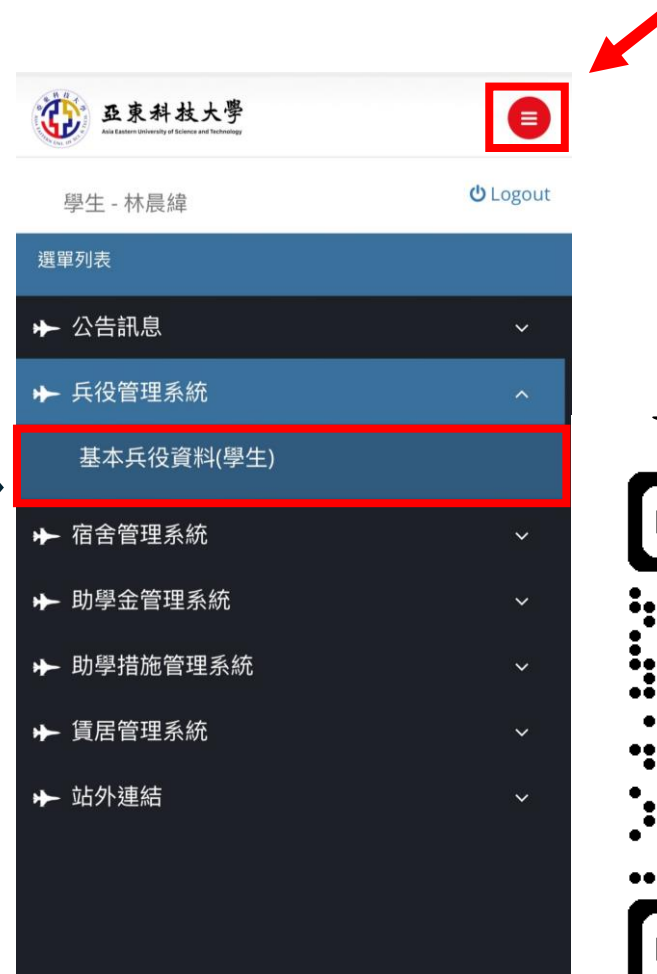 亞東科技大學
Asia Eastern University of Science and Technology
學生 - 林晨緯
Logout
選單列表
公告訊息
兵役管理系統
基本兵役資料(學生)
宿舍管理系統
助學金管理系統
助學措施管理系統
賃居管理系統
站外連結